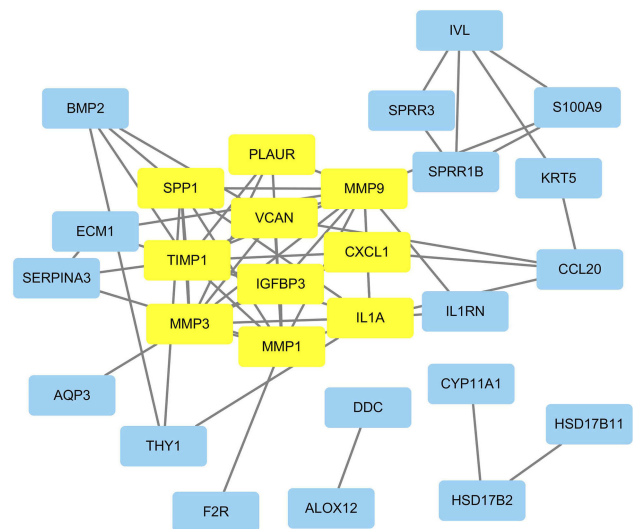 IVL
BMP2
SPRR3
S100A9
PLAUR
SPRR1B
SPP1
MMP9
KRT5
VCAN
ECM1
CXCL1
TIMP1
SERPINA3
CCL20
IGFBP3
MMP3
IL1A
IL1RN
MMP1
AQP3
CYP11A1
DDC
HSD17B11
THY1
F2R
ALOX12
HSD17B2